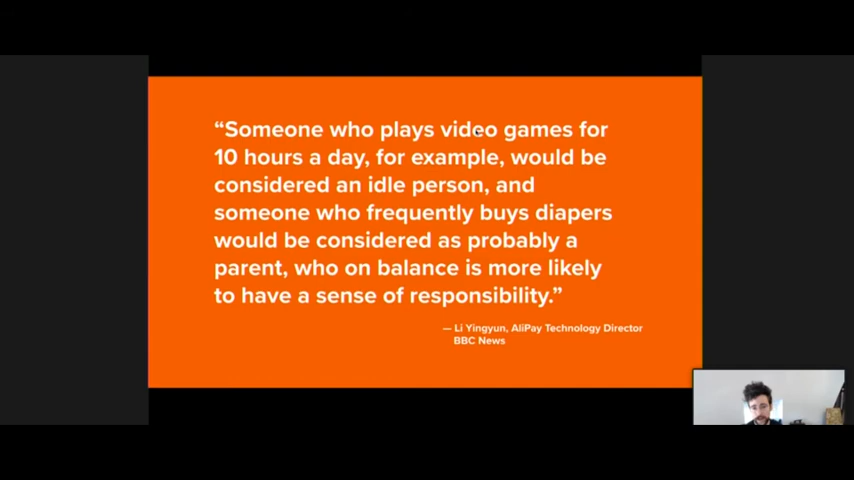 “Someone who plays video games for
10 hours a day, for example, would be
considered an idle person, and
someone who frequently buys diapers
would be considered as probably a
parent, who on balance is more likely
to have a sense of responsibility.”
— Li Yingyun, AliPay Technology Director
BBC News